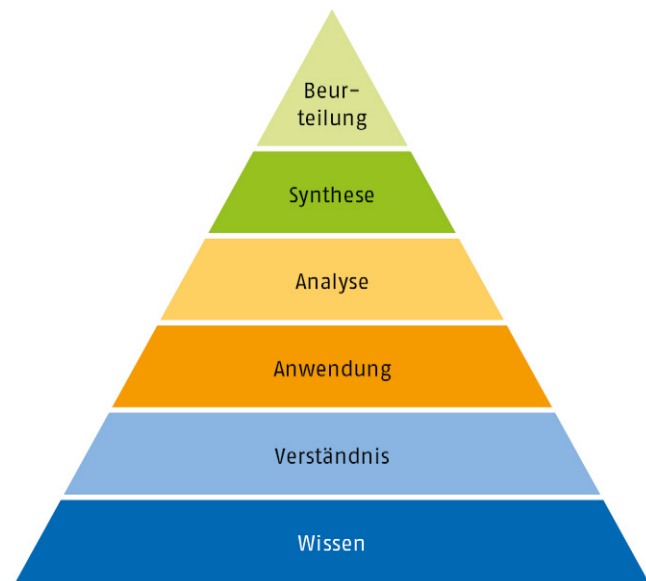 Beur-
teilung
Synthese
Analyse
Anwendung
Verständnis
Wissen